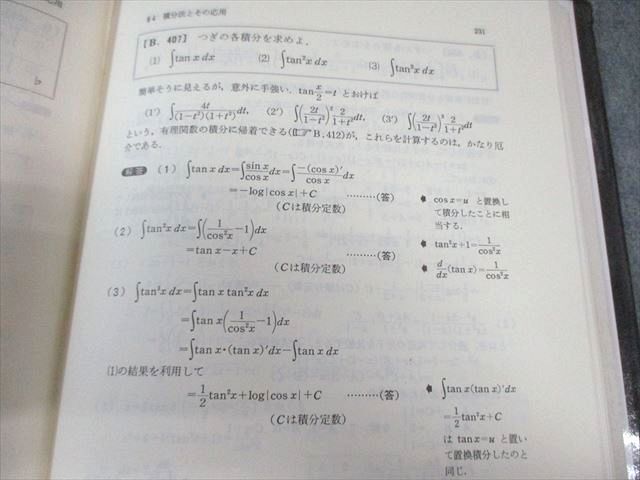 §4 積分法とその応用 231
[B. 407] つぎの各積分を求めよ.
(1) ∫tan x dx (2) ∫tan²x dx (3) ∫tan³x dx
簡単そうに見えるが, 意外に手強い. tan x/2 = t とおけば
(1′) ∫4t/((1−t²)(1+t²))dt, (2′) ∫(2t/(1−t²))² 2/(1+t²)dt, (3′) ∫(2t/(1−t²))³ 2/(1+t²)dt
という, 有理関数の積分に帰着できる(☞B.412)が, これらを計算するのは, かなり厄
介である.
解答 (1) ∫tan x dx=∫sin x/cos x dx=∫−(cos x)′/cos x dx
=−log|cos x|+C ………(答)
(Cは積分定数)
cos x=u と置換し
て積分したことに相
当する.
(2) ∫tan²x dx=∫(1/cos²x −1)dx
=tan x−x+C ………(答)
(Cは積分定数)
tan²x+1=1/cos²x
d/dx(tan x)=1/cos²x
(3) ∫tan³x dx=∫tan x tan²x dx
=∫tan x(1/cos²x −1)dx
=∫tan x・(tan x)′dx−∫tan x dx
(1)の結果を利用して
=1/2 tan²x+log|cos x|+C ………(答)
(Cは積分定数)
∫tan x(tan x)′dx
=1/2 tan²x+C
は tan x=u と置い
て置換積分したのと
同じ.